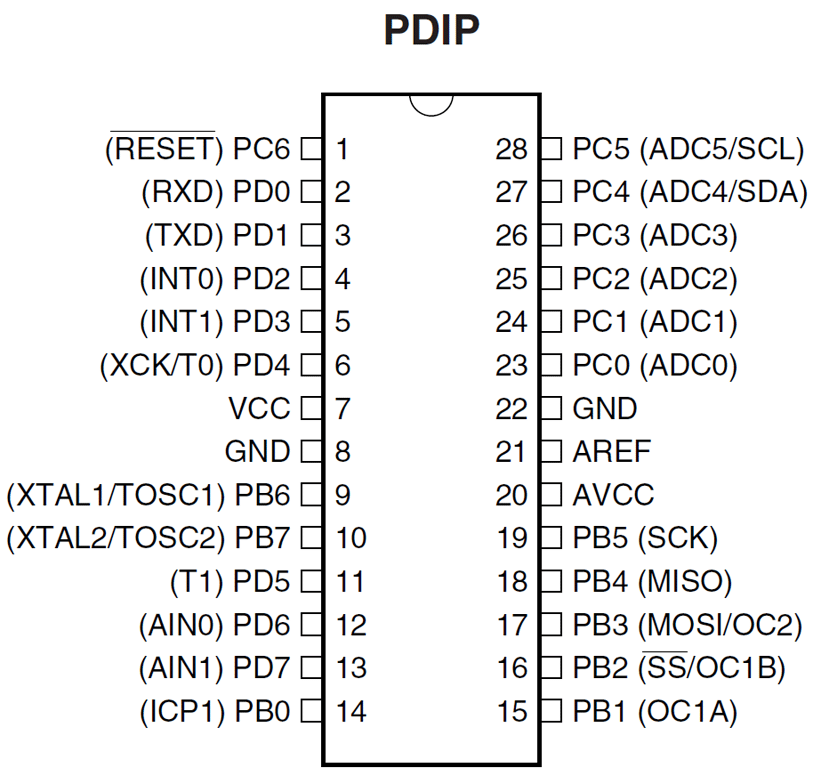 PDIP
(RESET) PC6 1 28 PC5 (ADC5/SCL)
(RXD) PD0 2 27 PC4 (ADC4/SDA)
(TXD) PD1 3 26 PC3 (ADC3)
(INT0) PD2 4 25 PC2 (ADC2)
(INT1) PD3 5 24 PC1 (ADC1)
(XCK/T0) PD4 6 23 PC0 (ADC0)
VCC 7 22 GND
GND 8 21 AREF
(XTAL1/TOSC1) PB6 9 20 AVCC
(XTAL2/TOSC2) PB7 10 19 PB5 (SCK)
(T1) PD5 11 18 PB4 (MISO)
(AIN0) PD6 12 17 PB3 (MOSI/OC2)
(AIN1) PD7 13 16 PB2 (SS/OC1B)
(ICP1) PB0 14 15 PB1 (OC1A)